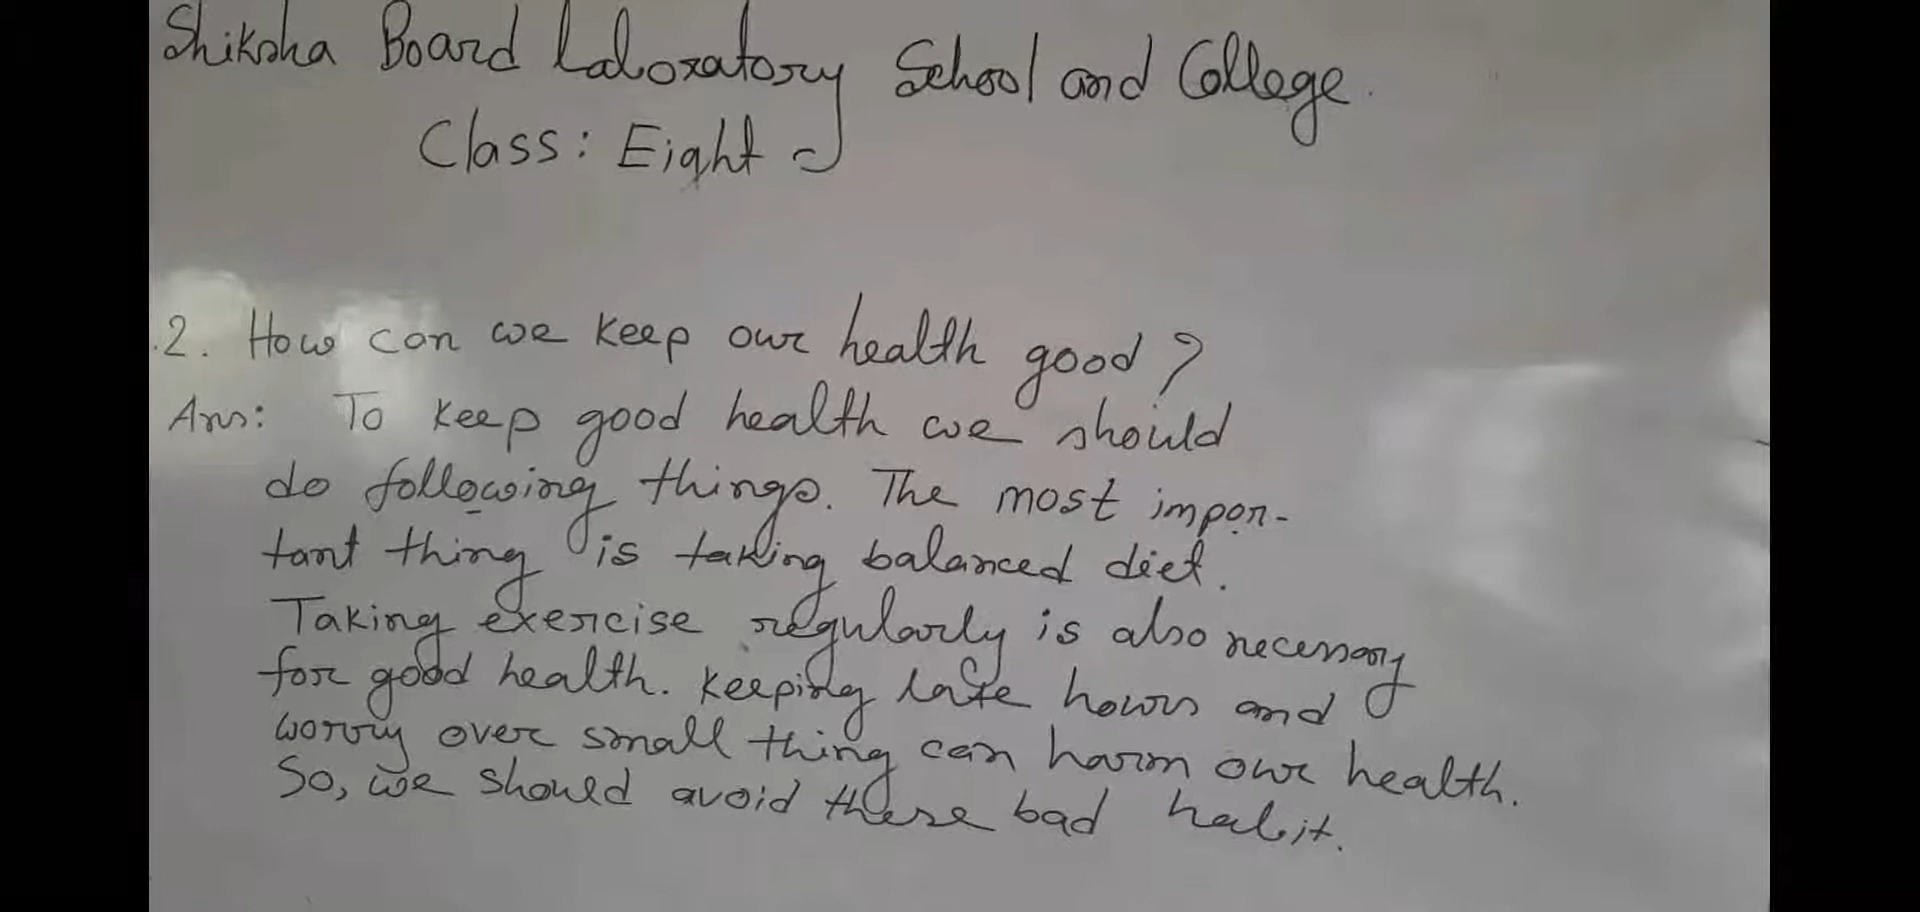 Shiksha Board Laboratory School and College.
Class: Eight
2. How can we keep our health good?
Ans: To keep good health we should
do following things. The most impor-
tant thing is taking balanced diet.
Taking exercise regularly is also necessary
for good health. Keeping late hours and
worry over small thing can harm our health.
So, we should avoid these bad habit.